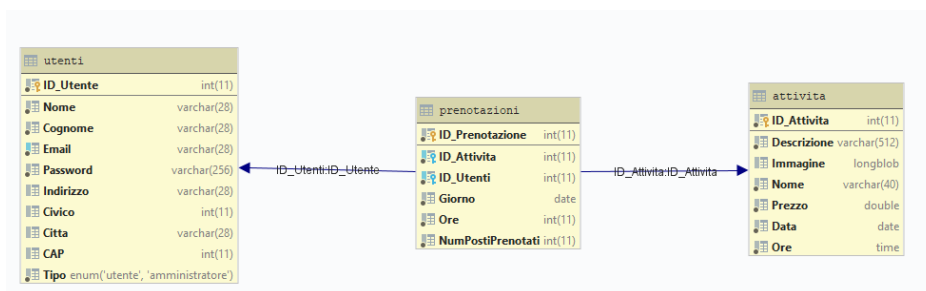 utenti
ID_Utente int(11)
Nome varchar(28)
Cognome varchar(28)
Email varchar(28)
Password varchar(256)
Indirizzo varchar(28)
Civico int(11)
Citta varchar(28)
CAP int(11)
Tipo enum('utente', 'amministratore')
ID_Utenti:ID_Utente
prenotazioni
ID_Prenotazione int(11)
ID_Attivita int(11)
ID_Utenti int(11)
Giorno date
Ore int(11)
NumPostiPrenotati int(11)
ID_Attivita:ID_Attivita
attivita
ID_Attivita int(11)
Descrizione varchar(512)
Immagine longblob
Nome varchar(40)
Prezzo double
Data date
Ore time